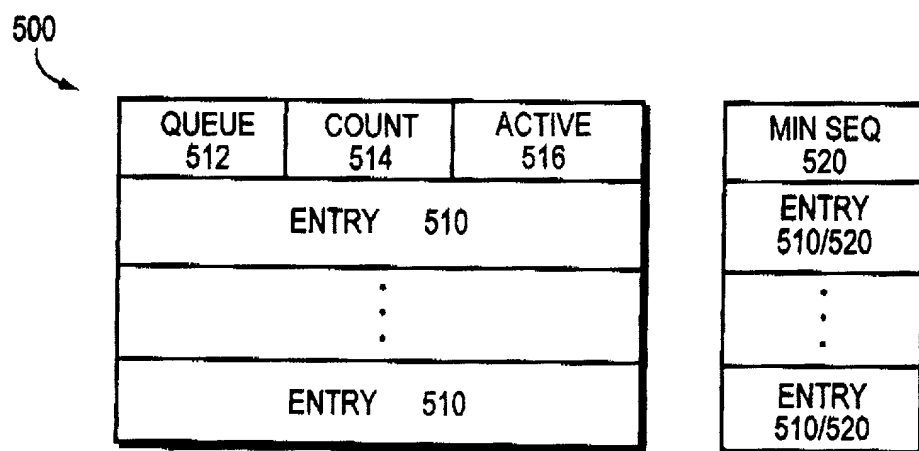 500
QUEUE COUNT ACTIVE MIN SEQ
512 514 516 520
ENTRY 510 ENTRY
510/520
ENTRY 510 ENTRY
510/520